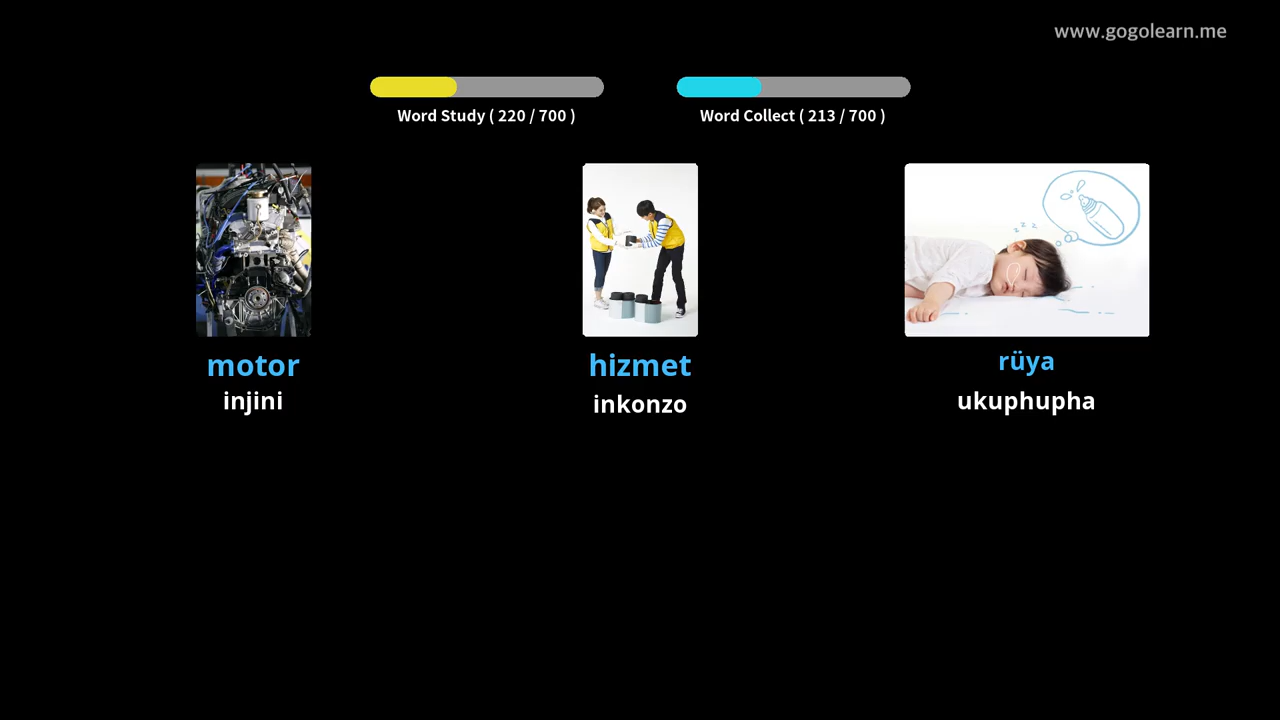 www.gogolearn.me
Word Study ( 220 / 700 )
Word Collect ( 213 / 700 )
motor
injini
hizmet
inkonzo
z z z
rüya
ukuphupha